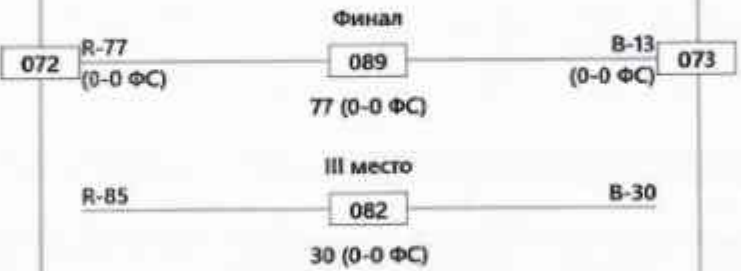 Финал
072 R-77 089 B-13 073
(0-0 ФС) (0-0 ФС)
77 (0-0 ФС)
III место
R-85 082 B-30
30 (0-0 ФС)